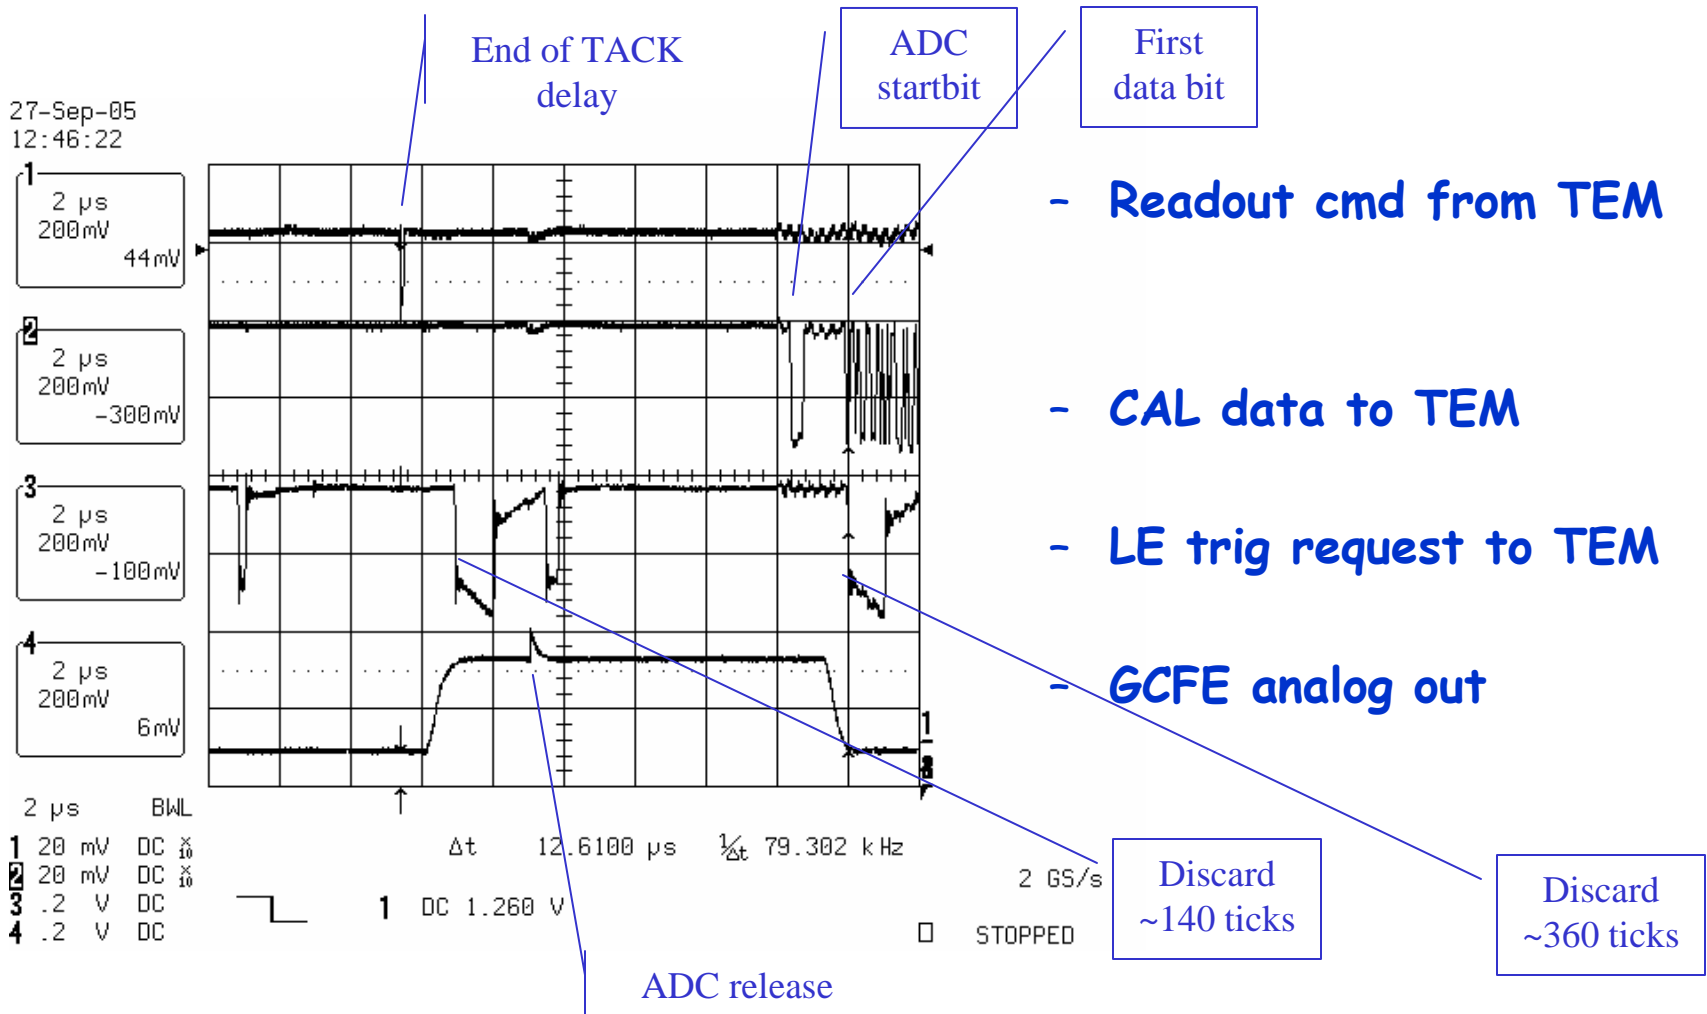 End of TACK
delay
ADC
startbit
First
data bit
27-Sep-05
12:46:22
1
2 µs
200mV
44mV
2
2 µs
200mV
-300mV
3
2 µs
200mV
-100mV
4
2 µs
200mV
6mV
- Readout cmd from TEM
- CAL data to TEM
- LE trig request to TEM
- GCFE analog out
1
2 µs BWL
1 20 mV DC X10
2 20 mV DC X10
3 .2 V DC
4 .2 V DC
Δt 12.6100 µs 1/Δt 79.302 kHz
1 DC 1.260 V
2 GS/s
STOPPED
Discard
~140 ticks
Discard
~360 ticks
ADC release